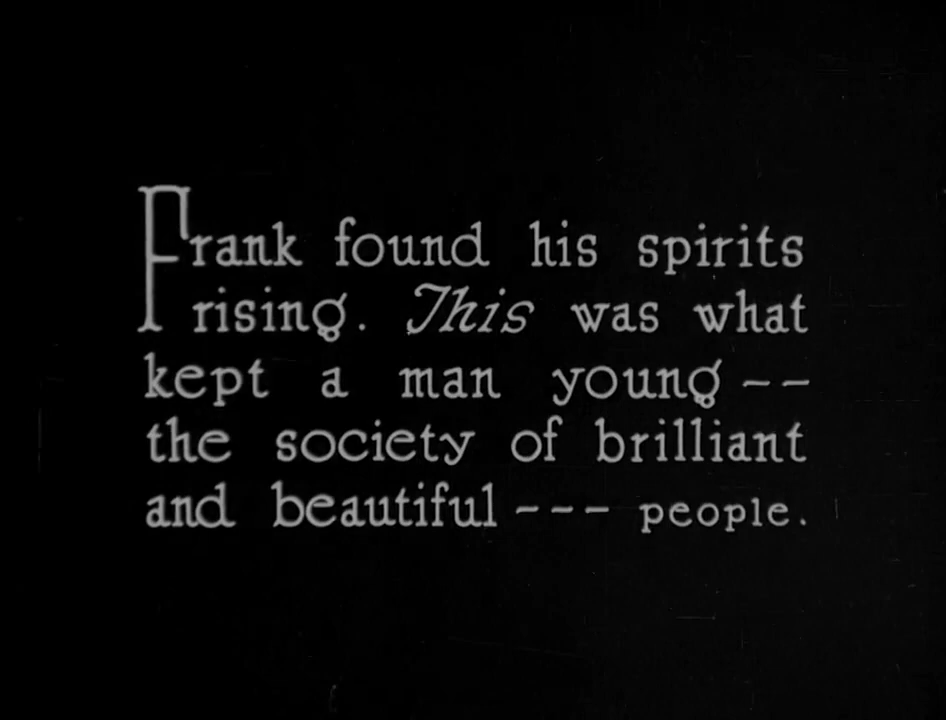 Frank found his spirits
rising. This was what
kept a man young --
the society of brilliant
and beautiful --- people.